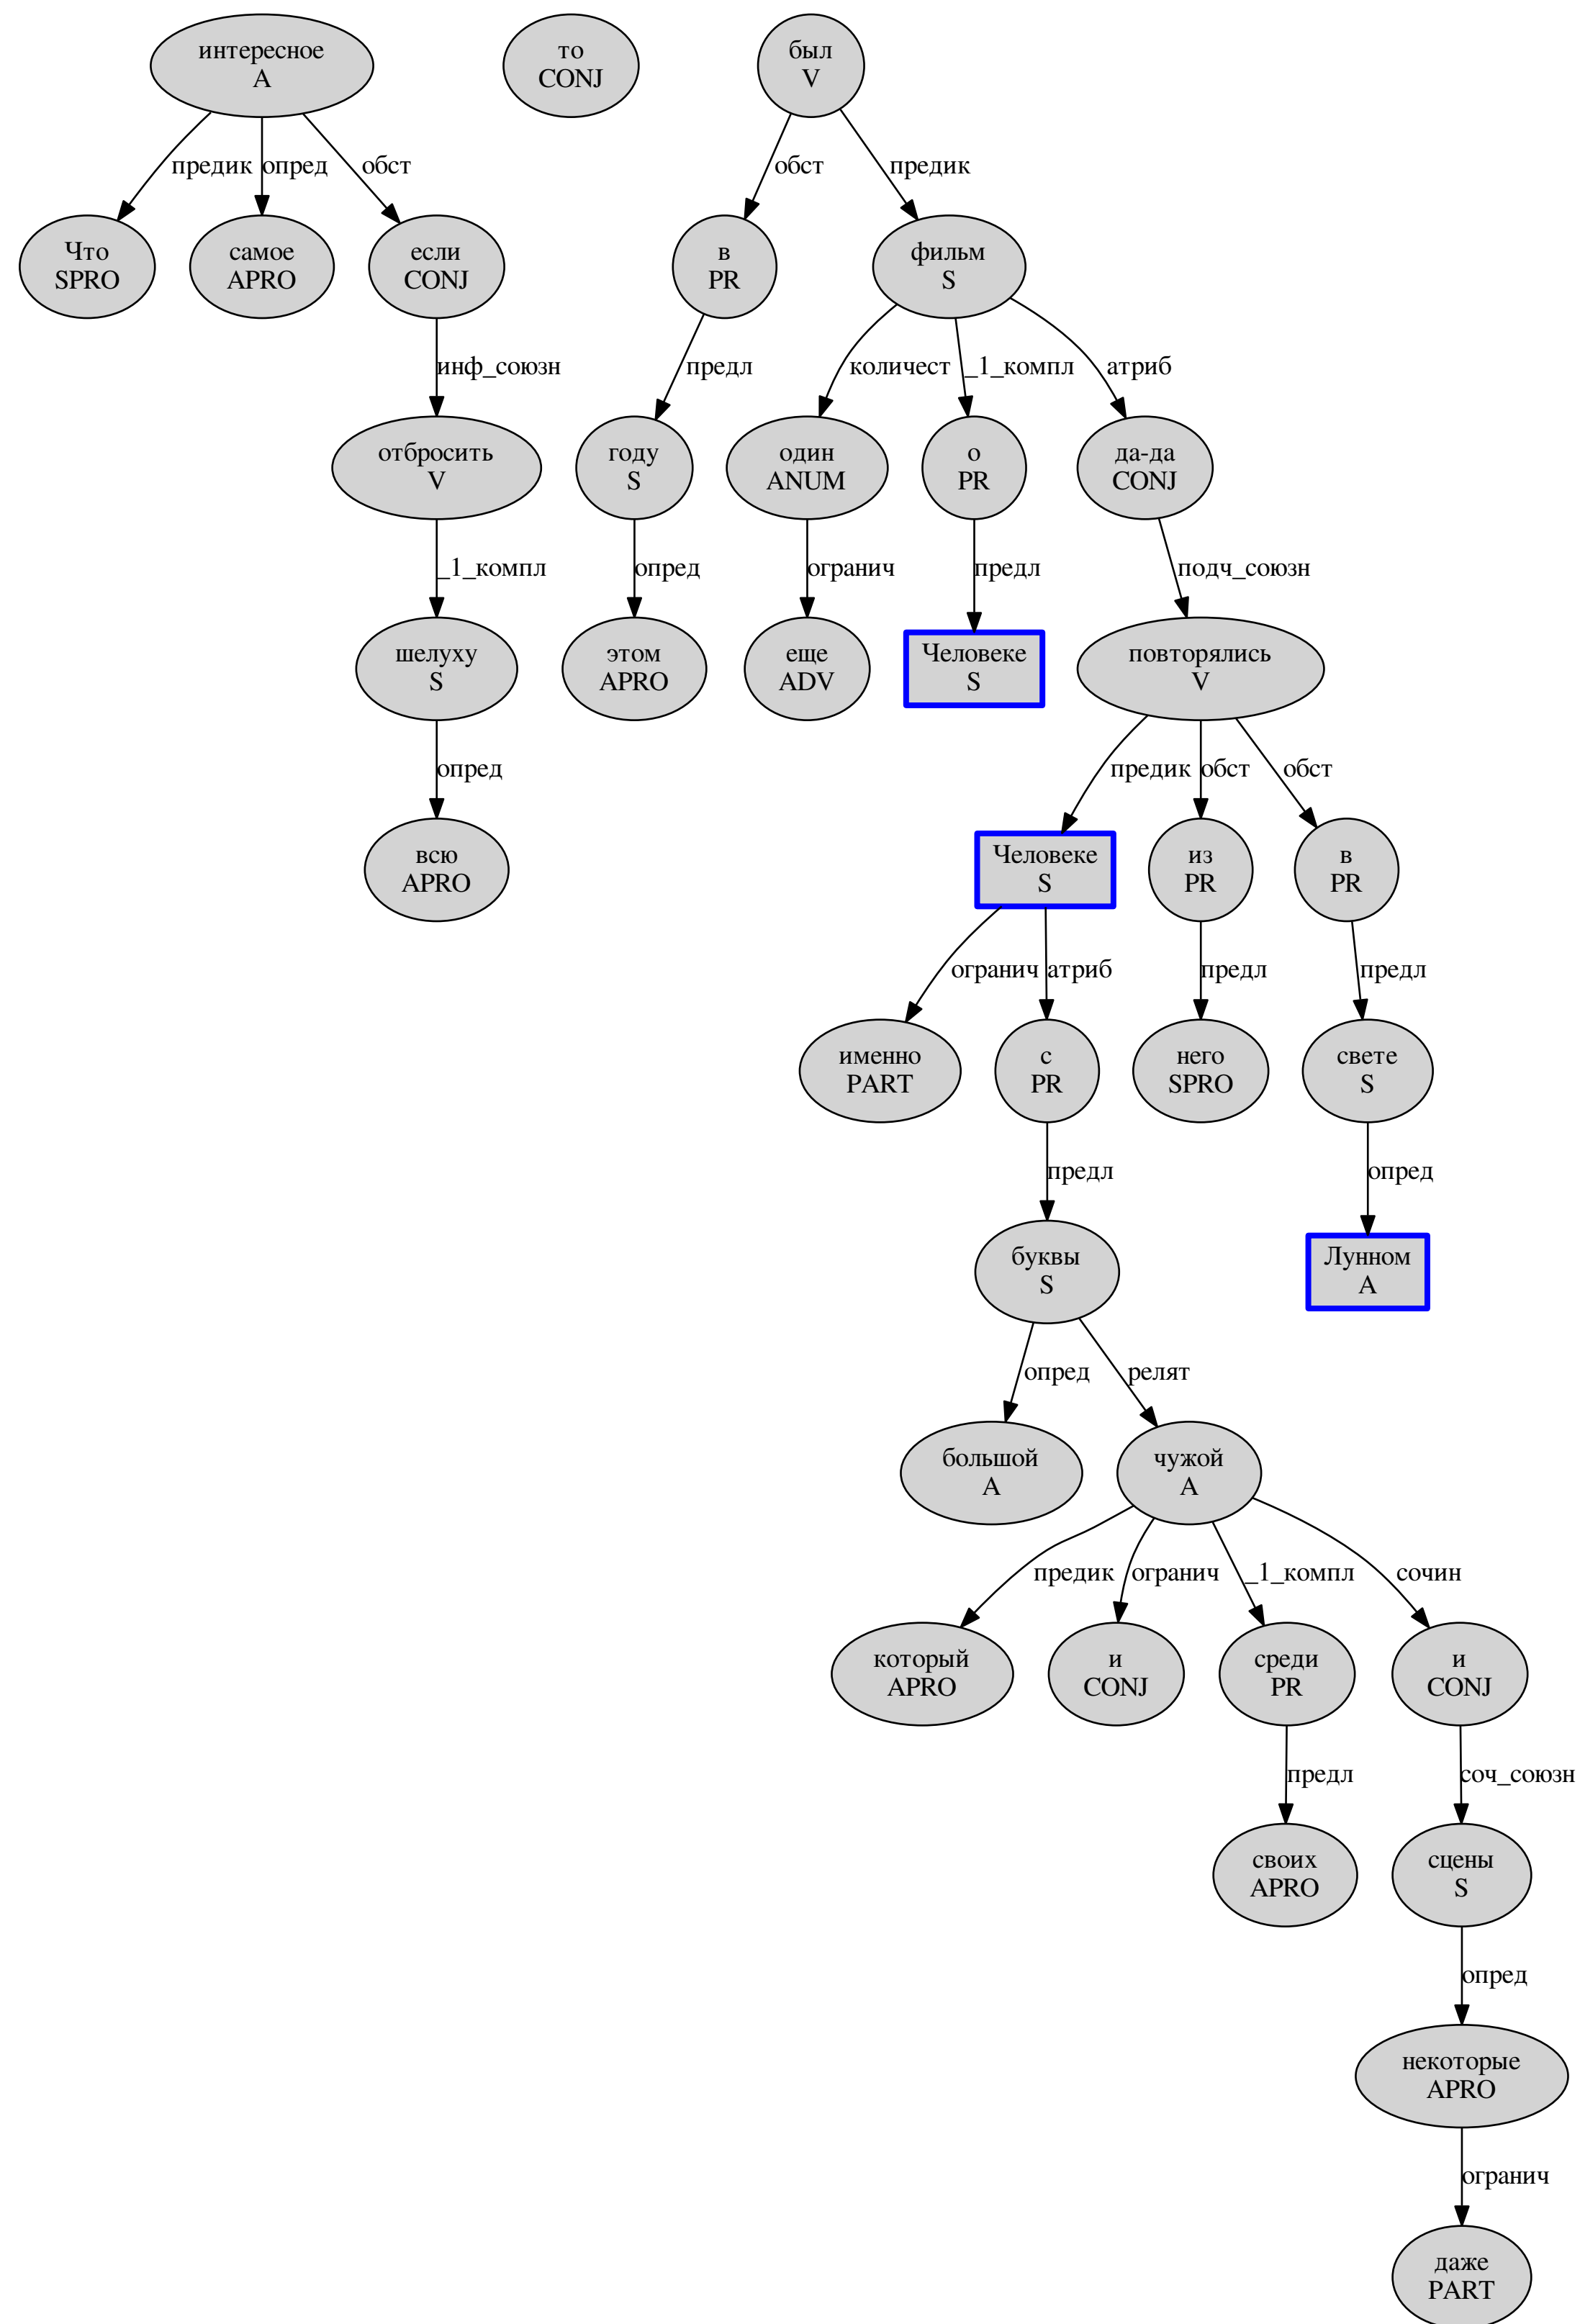 интересное
A
то
CONJ
был
V
предик
опред
обст
обст
предик
Что
SPRO
самое
APRO
если
CONJ
в
PR
фильм
S
инф_союзн
предл
количест
_1_компл
атриб
отбросить
V
году
S
один
ANUM
о
PR
да-да
CONJ
_1_компл
опред
огранич
предл
подч_союзн
шелуху
S
этом
APRO
еще
ADV
Человеке
S
повторялись
V
опред
предик
обст
обст
всю
APRO
Человеке
S
из
PR
в
PR
огранич
атриб
предл
предл
именно
PART
с
PR
него
SPRO
свете
S
предл
опред
буквы
S
Лунном
A
опред
релят
большой
A
чужой
A
предик
огранич
_1_компл
сочин
который
APRO
и
CONJ
среди
PR
и
CONJ
предл
соч_союзн
своих
APRO
сцены
S
опред
некоторые
APRO
огранич
даже
PART